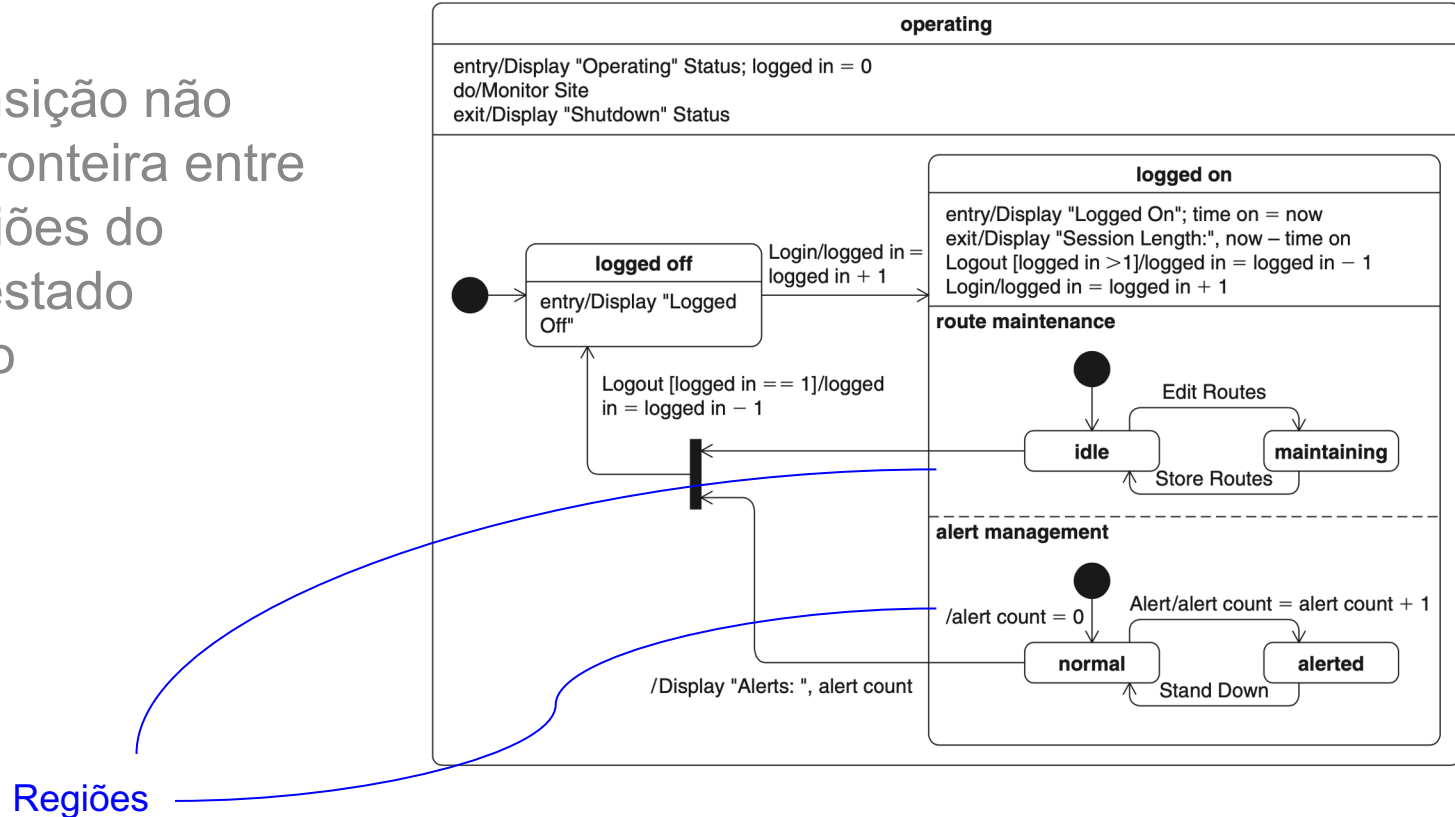 nsição não
ronteira entre
iões do
estado
o
operating
entry/Display "Operating" Status; logged in = 0
do/Monitor Site
exit/Display "Shutdown" Status
logged off
entry/Display "Logged
Off"
Login/logged in =
logged in + 1
Logout [logged in == 1]/logged
in = logged in − 1
logged on
entry/Display "Logged On"; time on = now
exit/Display "Session Length:", now – time on
Logout [logged in >1]/logged in = logged in − 1
Login/logged in = logged in + 1
route maintenance
Edit Routes
idle
maintaining
Store Routes
alert management
/alert count = 0
Alert/alert count = alert count + 1
normal
alerted
Stand Down
/Display "Alerts: ", alert count
Regiões